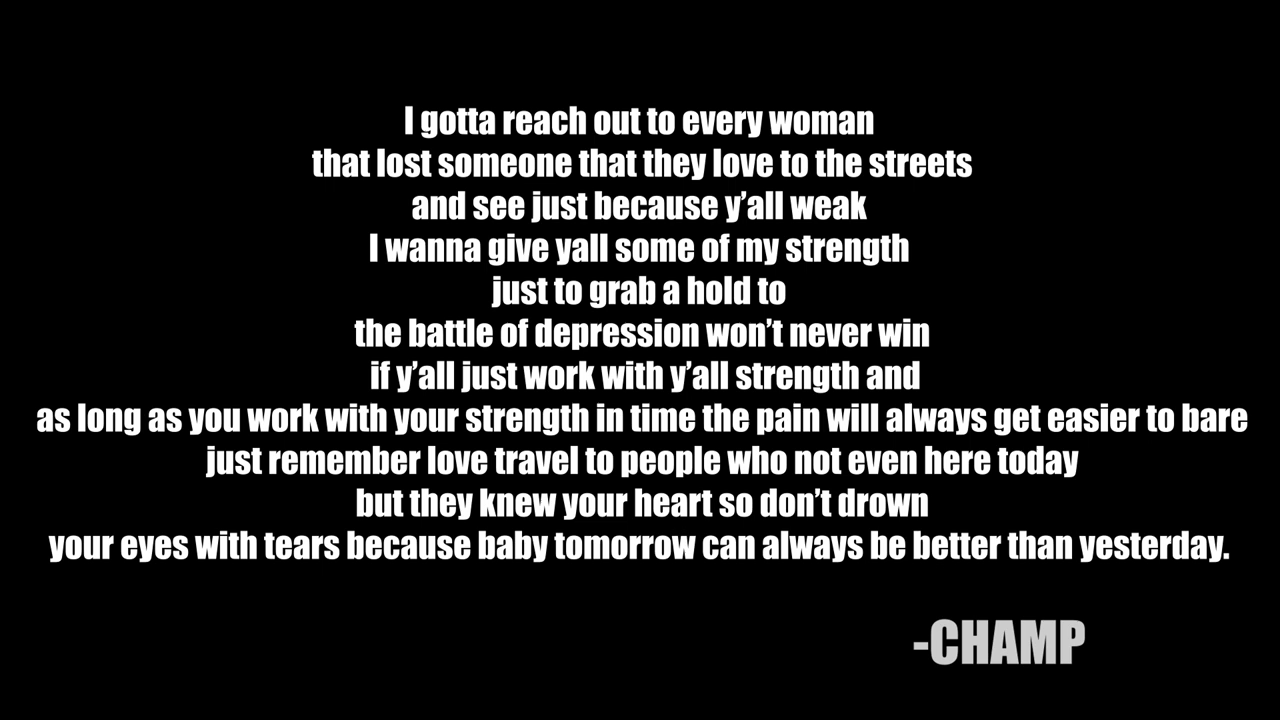 I gotta reach out to every woman
that lost someone that they love to the streets
and see just because y’all weak
I wanna give yall some of my strength
just to grab a hold to
the battle of depression won’t never win
if y’all just work with y’all strength and
as long as you work with your strength in time the pain will always get easier to bare
just remember love travel to people who not even here today
but they knew your heart so don’t drown
your eyes with tears because baby tomorrow can always be better than yesterday.
-CHAMP